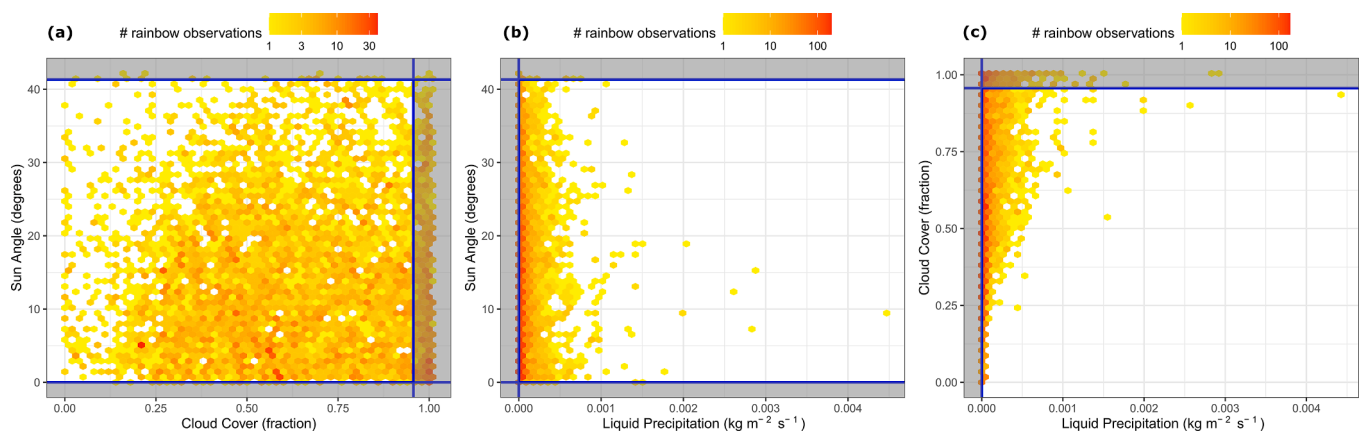 (a) # rainbow observations
1 3 10 30
Sun Angle (degrees)
40
30
20
10
0
0.00 0.25 0.50 0.75 1.00
Cloud Cover (fraction)
(b) # rainbow observations
1 10 100
Sun Angle (degrees)
40
30
20
10
0
0.000 0.001 0.002 0.003 0.004
Liquid Precipitation (kg m⁻² s⁻¹)
(c) # rainbow observations
1 10 100
Cloud Cover (fraction)
1.00
0.75
0.50
0.25
0.00
0.000 0.001 0.002 0.003 0.004
Liquid Precipitation (kg m⁻² s⁻¹)